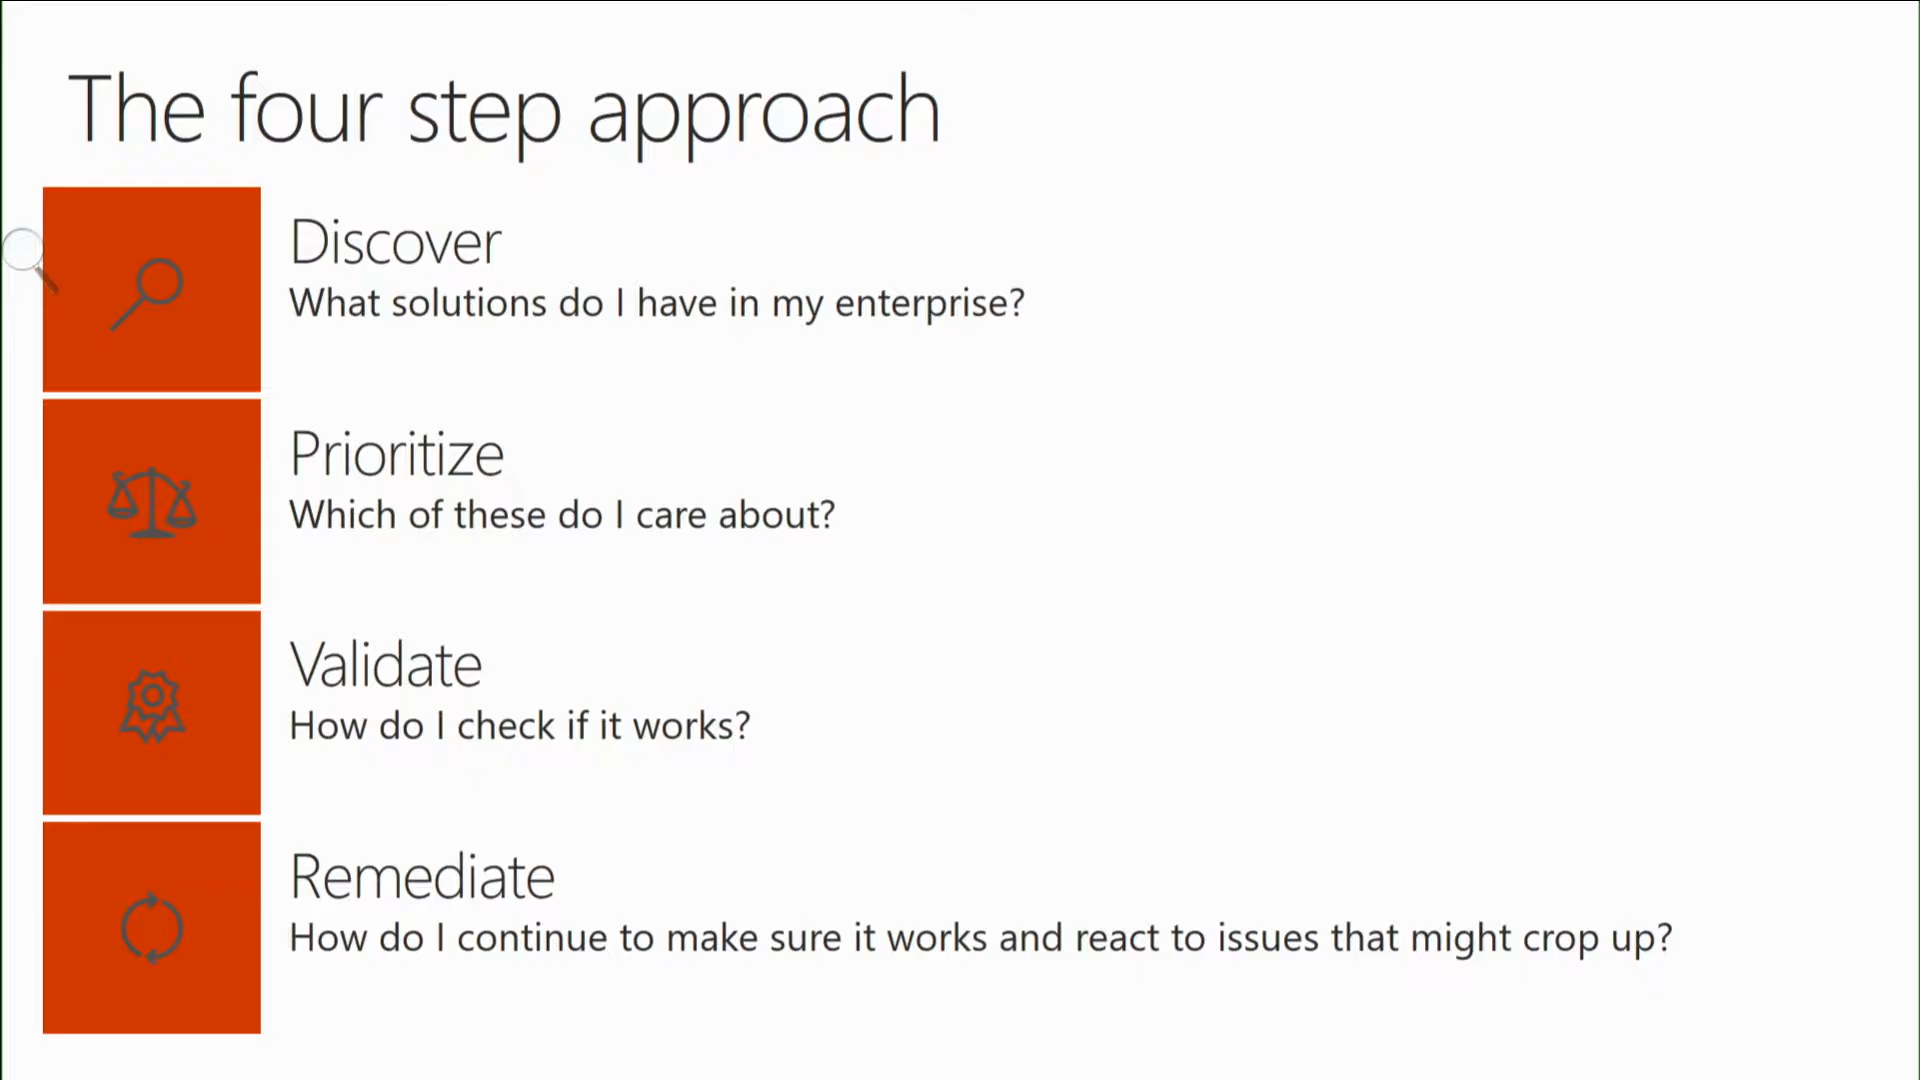 The four step approach
Discover
What solutions do I have in my enterprise?
Prioritize
Which of these do I care about?
Validate
How do I check if it works?
Remediate
How do I continue to make sure it works and react to issues that might crop up?